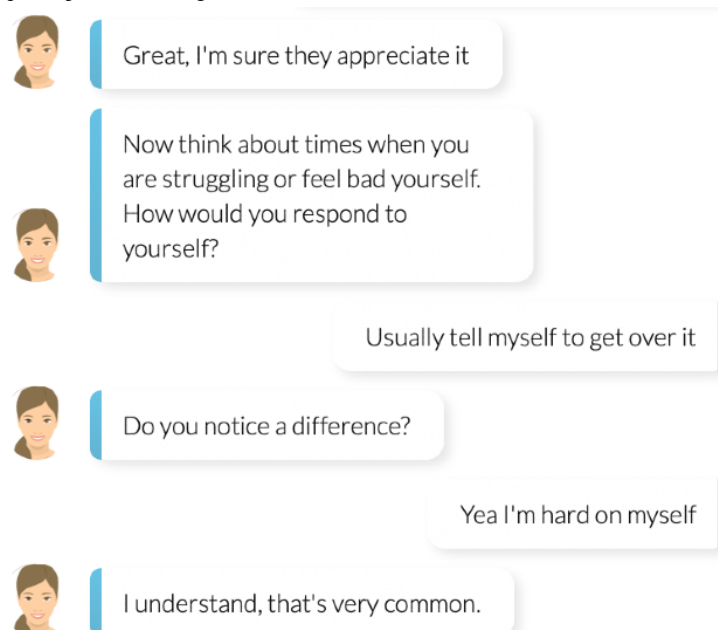 Great, I'm sure they appreciate it
Now think about times when you
are struggling or feel bad yourself.
How would you respond to
yourself?
Usually tell myself to get over it
Do you notice a difference?
Yea I'm hard on myself
I understand, that's very common.